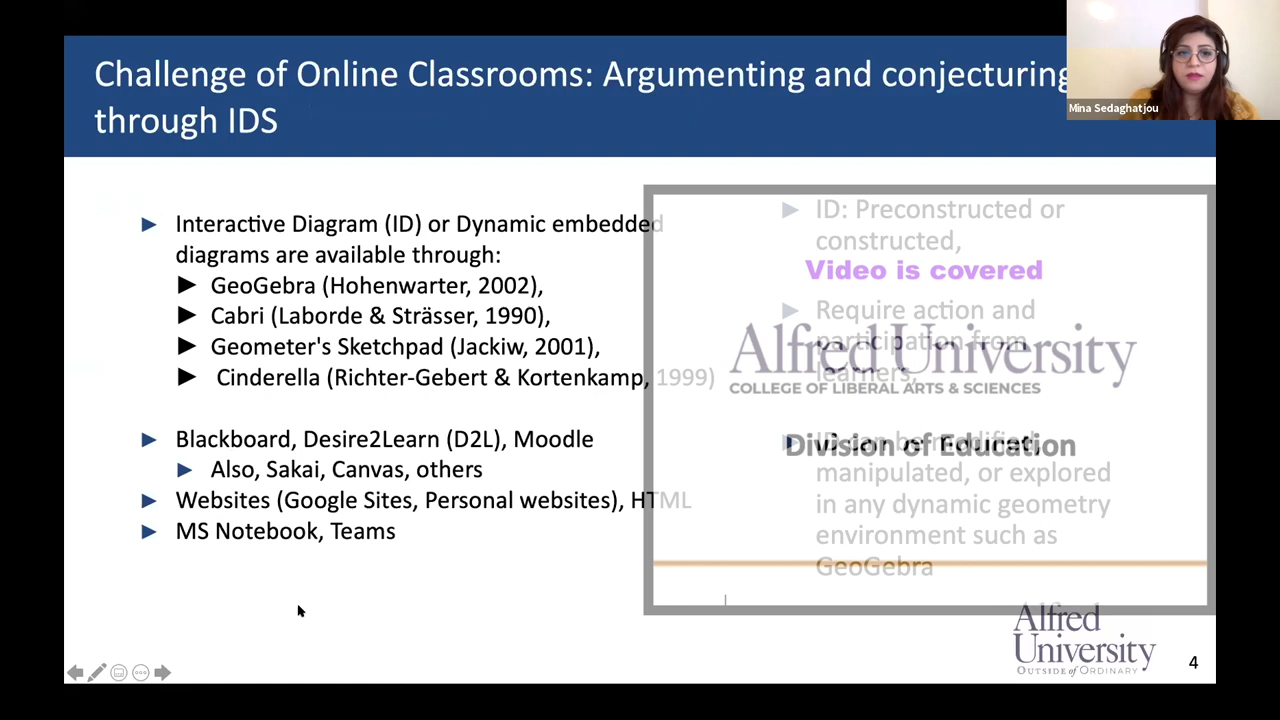 Challenge of Online Classrooms: Argumenting and conjecturing
through IDS
Mina Sedaghatjou
Interactive Diagram (ID) or Dynamic embedded
diagrams are available through:
GeoGebra (Hohenwarter, 2002),
Cabri (Laborde & Strässer, 1990),
Geometer's Sketchpad (Jackiw, 2001),
Cinderella (Richter-Gebert & Kortenkamp, 1999)
Blackboard, Desire2Learn (D2L), Moodle
Also, Sakai, Canvas, others
Websites (Google Sites, Personal websites), HTML
MS Notebook, Teams
ID: Preconstructed or
constructed,
Video is covered
Require action and
participation from
learners,
Alfred University
COLLEGE OF LIBERAL ARTS & SCIENCES
Division of Education
ID can be modified,
manipulated, or explored
in any dynamic geometry
environment such as
GeoGebra
Alfred
University
OUTSIDE of ORDINARY
4